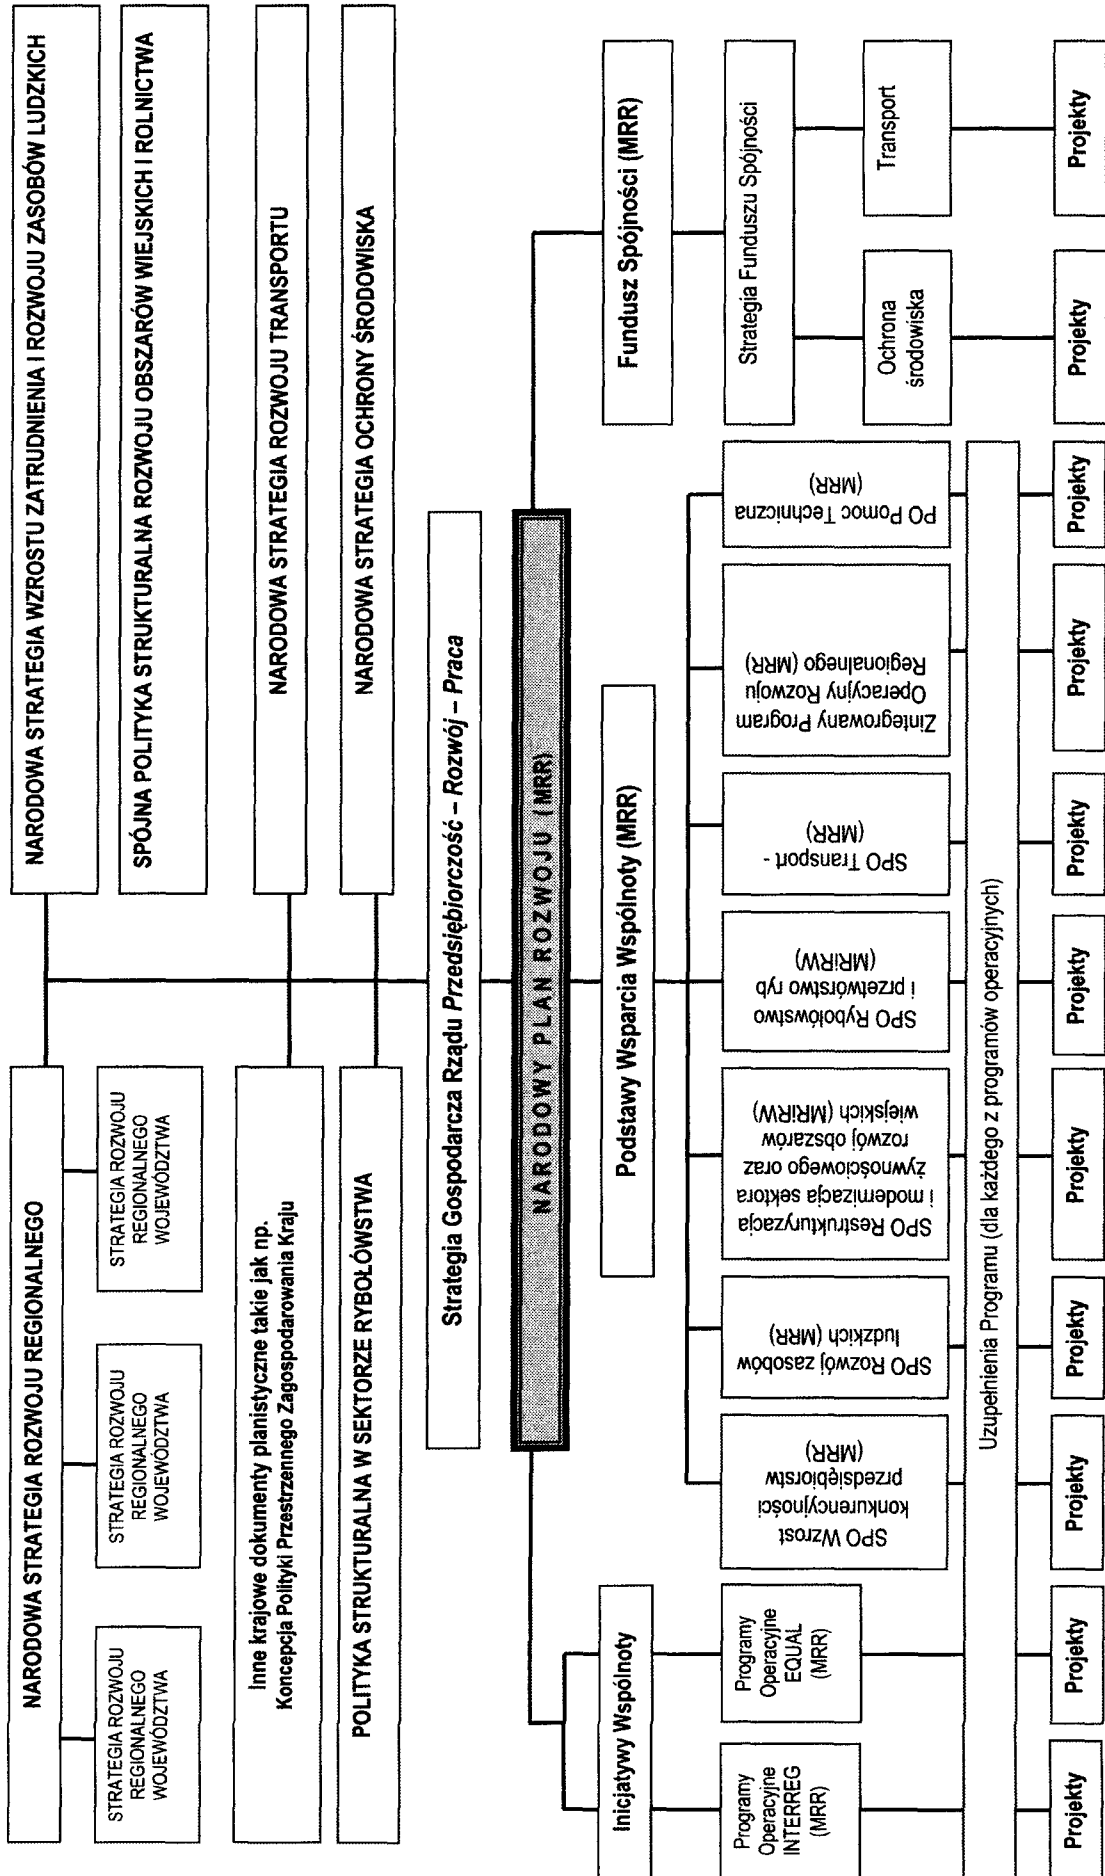 NARODOWA STRATEGIA ROZWOJU REGIONALNEGO
STRATEGIA ROZWOJU
REGIONALNEGO
WOJEWÓDZTWA
STRATEGIA ROZWOJU
REGIONALNEGO
WOJEWÓDZTWA
STRATEGIA ROZWOJU
REGIONALNEGO
WOJEWÓDZTWA
NARODOWA STRATEGIA WZROSTU ZATRUDNIENIA I ROZWOJU ZASOBÓW LUDZKICH
SPÓJNA POLITYKA STRUKTURALNA ROZWOJU OBSZARÓW WIEJSKICH I ROLNICTWA
Inne krajowe dokumenty planistyczne takie jak np.
Koncepcja Polityki Przestrzennego Zagospodarowania Kraju
NARODOWA STRATEGIA ROZWOJU TRANSPORTU
POLITYKA STRUKTURALNA W SEKTORZE RYBOŁÓWSTWA
NARODOWA STRATEGIA OCHRONY ŚRODOWISKA
Strategia Gospodarcza Rządu Przedsiębiorczość – Rozwój – Praca
NARODOWY PLAN ROZWOJU (MRR)
Inicjatywy Wspólnoty
Podstawy Wsparcia Wspólnoty (MRR)
Fundusz Spójności (MRR)
Programy
Operacyjne
INTERREG
(MRR)
Programy
Operacyjne
EQUAL
(MRR)
SPO Wzrost
konkurencyjności
przedsiębiorstw
(MRR)
SPO Rozwój zasobów
ludzkich (MRR)
SPO Restrukturyzacja
i modernizacja sektora
żywnościowego oraz
rozwój obszarów
wiejskich (MRiRW)
SPO Rybołówstwo
i przetwórstwo ryb
(MRiRW)
SPO Transport -
(MRR)
Zintegrowany Program
Operacyjny Rozwoju
Regionalnego (MRR)
PO Pomoc Techniczna
(MRR)
Strategia Funduszu Spójności
Ochrona
środowiska
Transport
Uzupełnienia Programu (dla każdego z programów operacyjnych)
Projekty
Projekty
Projekty
Projekty
Projekty
Projekty
Projekty
Projekty
Projekty
Projekty
Projekty